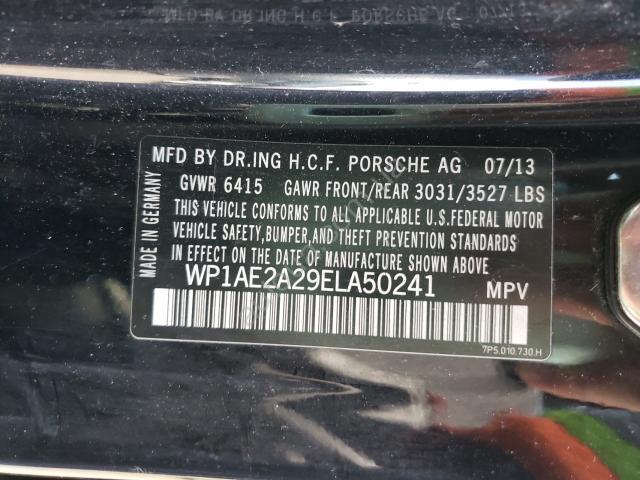 MFD BY DR.ING H.C.F. PORSCHE AG 07/13
GVWR 6415 GAWR FRONT/REAR 3031/3527 LBS
THIS VEHICLE CONFORMS TO ALL APPLICABLE U.S.FEDERAL MOTOR
VEHICLE SAFETY,BUMPER,AND THEFT PREVENTION STANDARDS
IN EFFECT ON THE DATE OF MANUFACTURE SHOWN ABOVE.
WP1AE2A29ELA50241 MPV
7P5.010.730.H
MADE IN GERMANY